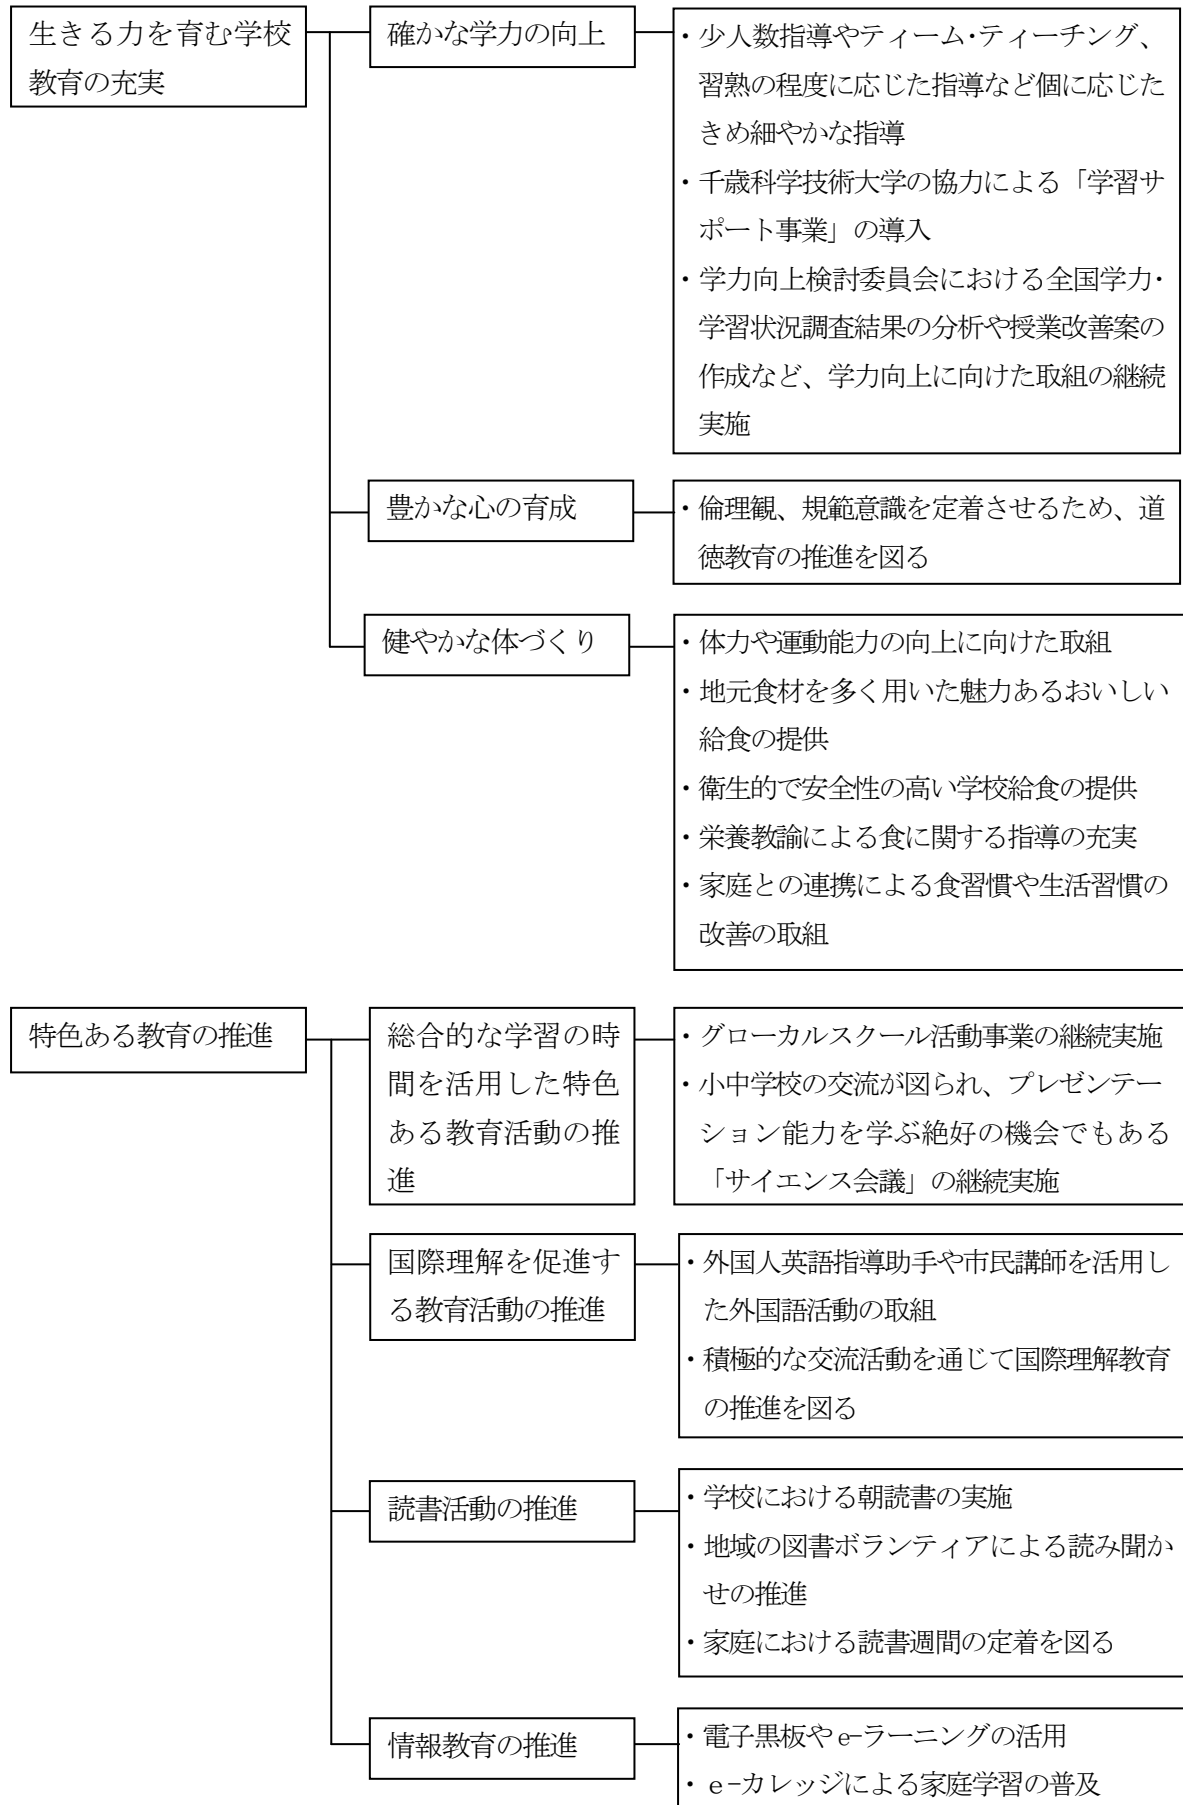 生きる力を育む学校
教育の充実
確かな学力の向上
・少人数指導やティーム・ティーチング、
習熟の程度に応じた指導など個に応じた
きめ細やかな指導
・千歳科学技術大学の協力による「学習サ
ポート事業」の導入
・学力向上検討委員会における全国学力・
学習状況調査結果の分析や授業改善案の
作成など、学力向上に向けた取組の継続
実施
豊かな心の育成
・倫理観、規範意識を定着させるため、道
徳教育の推進を図る
健やかな体づくり
・体力や運動能力の向上に向けた取組
・地元食材を多く用いた魅力あるおいしい
給食の提供
・衛生的で安全性の高い学校給食の提供
・栄養教諭による食に関する指導の充実
・家庭との連携による食習慣や生活習慣の
改善の取組
特色ある教育の推進
総合的な学習の時
間を活用した特色
ある教育活動の推
進
・グローカルスクール活動事業の継続実施
・小中学校の交流が図られ、プレゼンテー
ション能力を学ぶ絶好の機会でもある
「サイエンス会議」の継続実施
国際理解を促進す
る教育活動の推進
・外国人英語指導助手や市民講師を活用し
た外国語活動の取組
・積極的な交流活動を通じて国際理解教育
の推進を図る
読書活動の推進
・学校における朝読書の実施
・地域の図書ボランティアによる読み聞か
せの推進
・家庭における読書週間の定着を図る
情報教育の推進
・電子黒板やe-ラーニングの活用
・e-カレッジによる家庭学習の普及